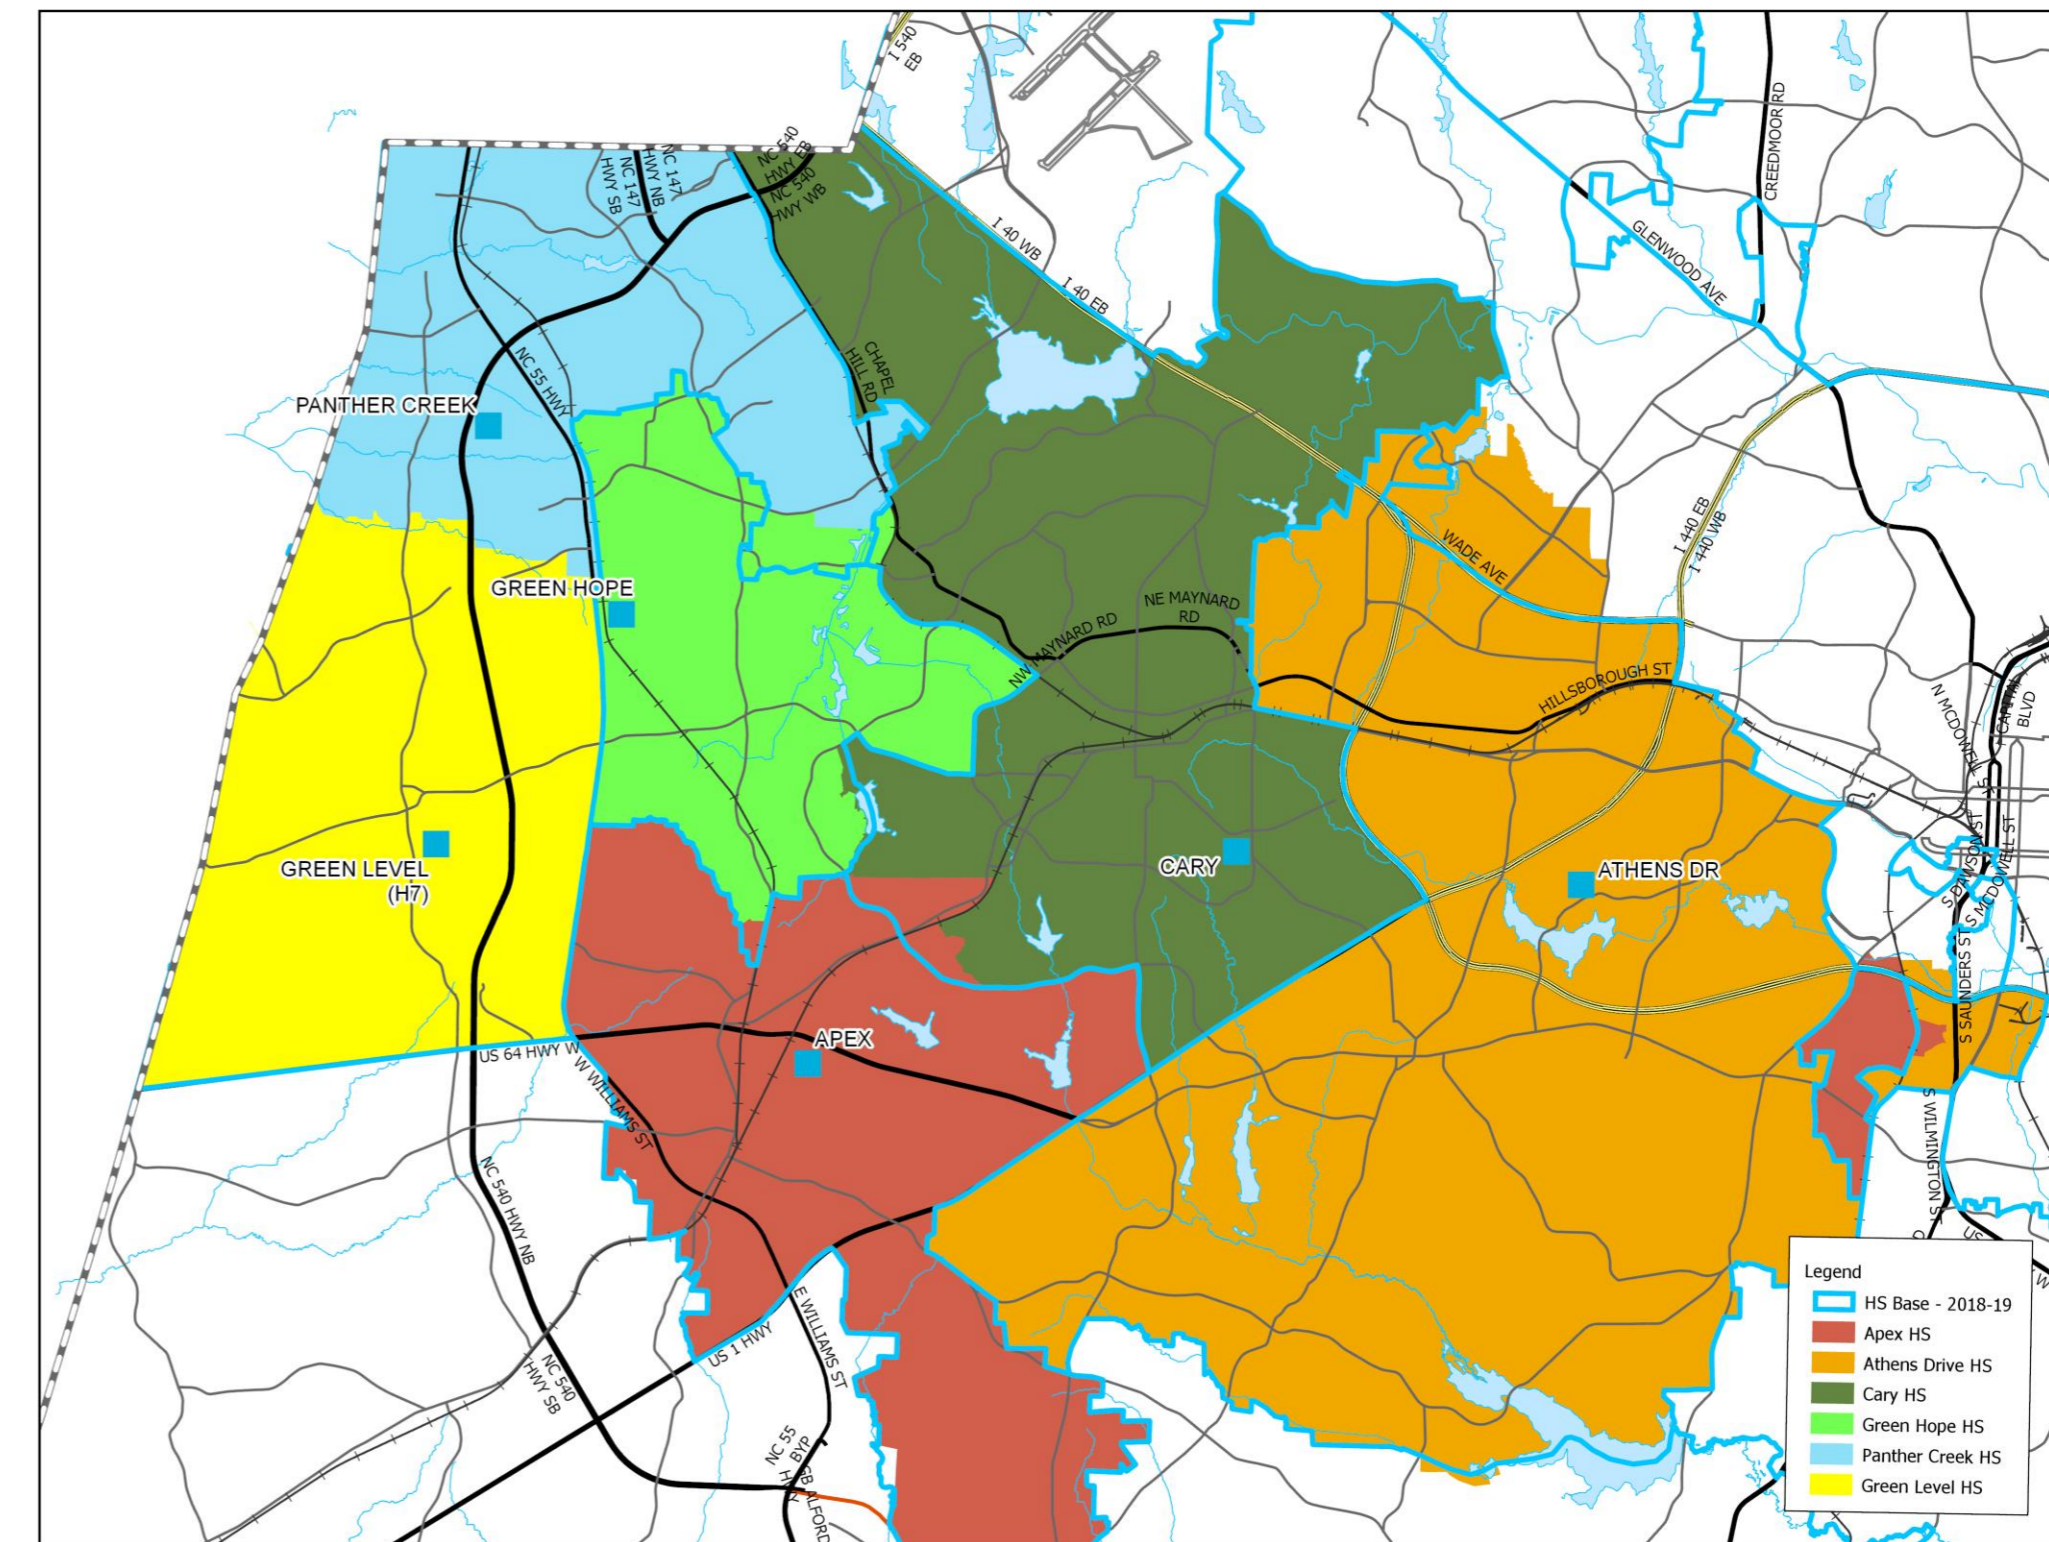 I 540
EB
NC 540
HWY EB
NC 540
HWY WB
NC 147
HWY NB
NC 147
HWY SB
CREEDMOOR RD
I 40 WB
I 40 EB
GLENWOOD AVE
CHAPEL
HILL RD
NC 55 HWY
PANTHER CREEK
I 440 EB
I 440 WB
WADE AVE
GREEN HOPE
NE MAYNARD
RD
NW MAYNARD RD
HILLSBOROUGH ST
N MCDOWELL ST
CAPITAL
BLVD
GREEN LEVEL
(H7)
CARY
ATHENS DR
S DAWSON ST
S MCDOWELL ST
S SAUNDERS ST
APEX
US 64 HWY W
W WILLIAMS ST
S WILMINGTON ST
NC 540 HWY NB
NC 540
HWY SB
US 1 HWY
E WILLIAMS ST
NC 55
BYP
US
Legend
HS Base - 2018-19
Apex HS
Athens Drive HS
Cary HS
Green Hope HS
Panther Creek HS
Green Level HS